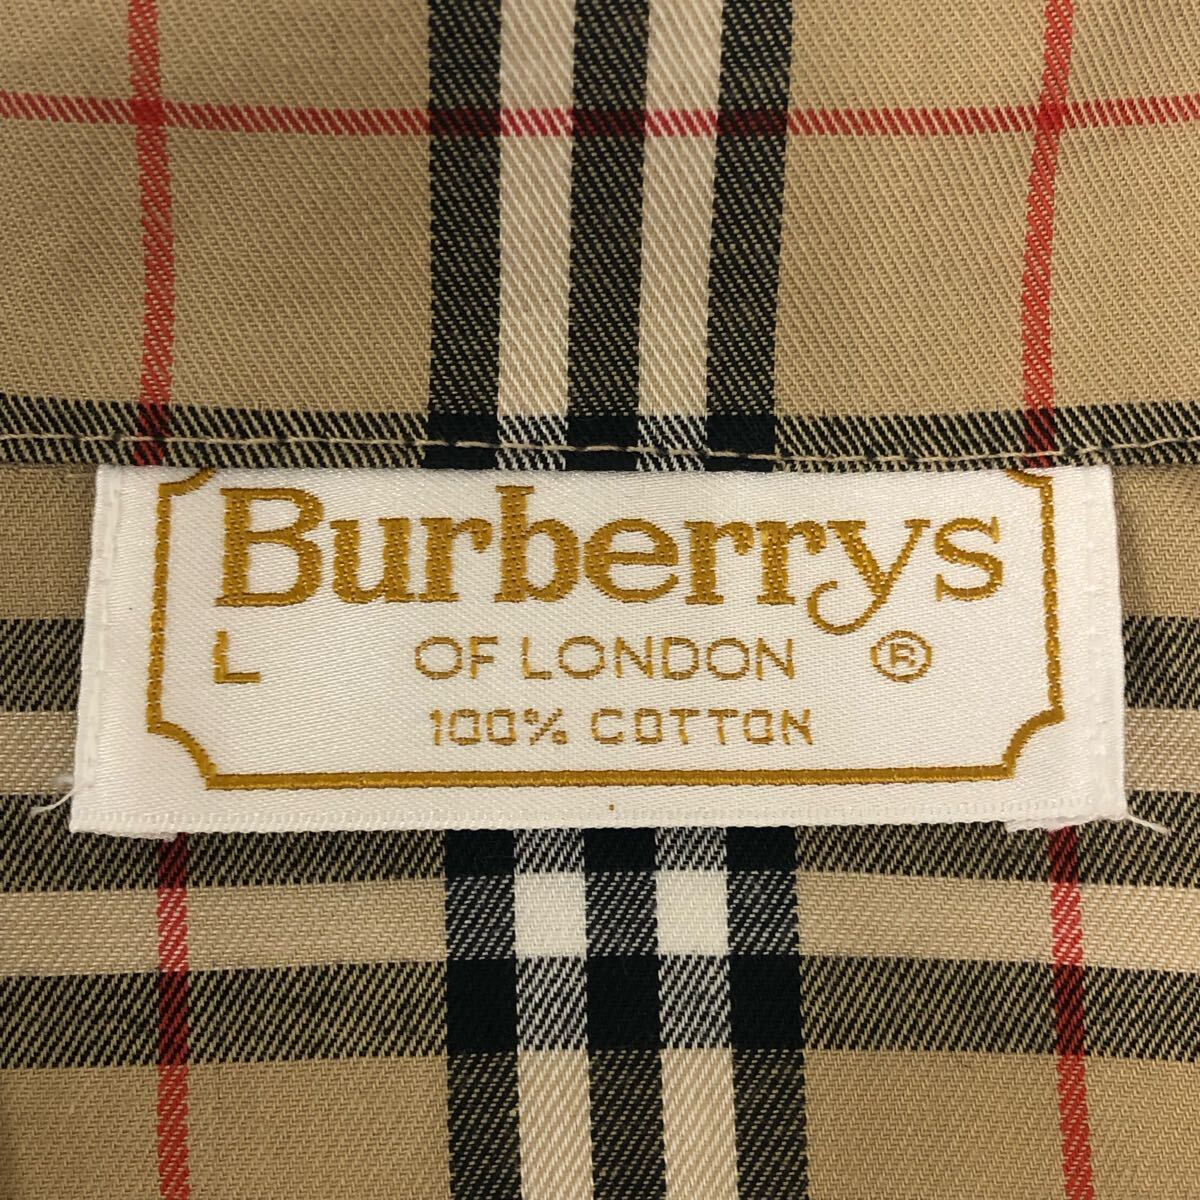 Burberrys
L OF LONDON ®
100% COTTON